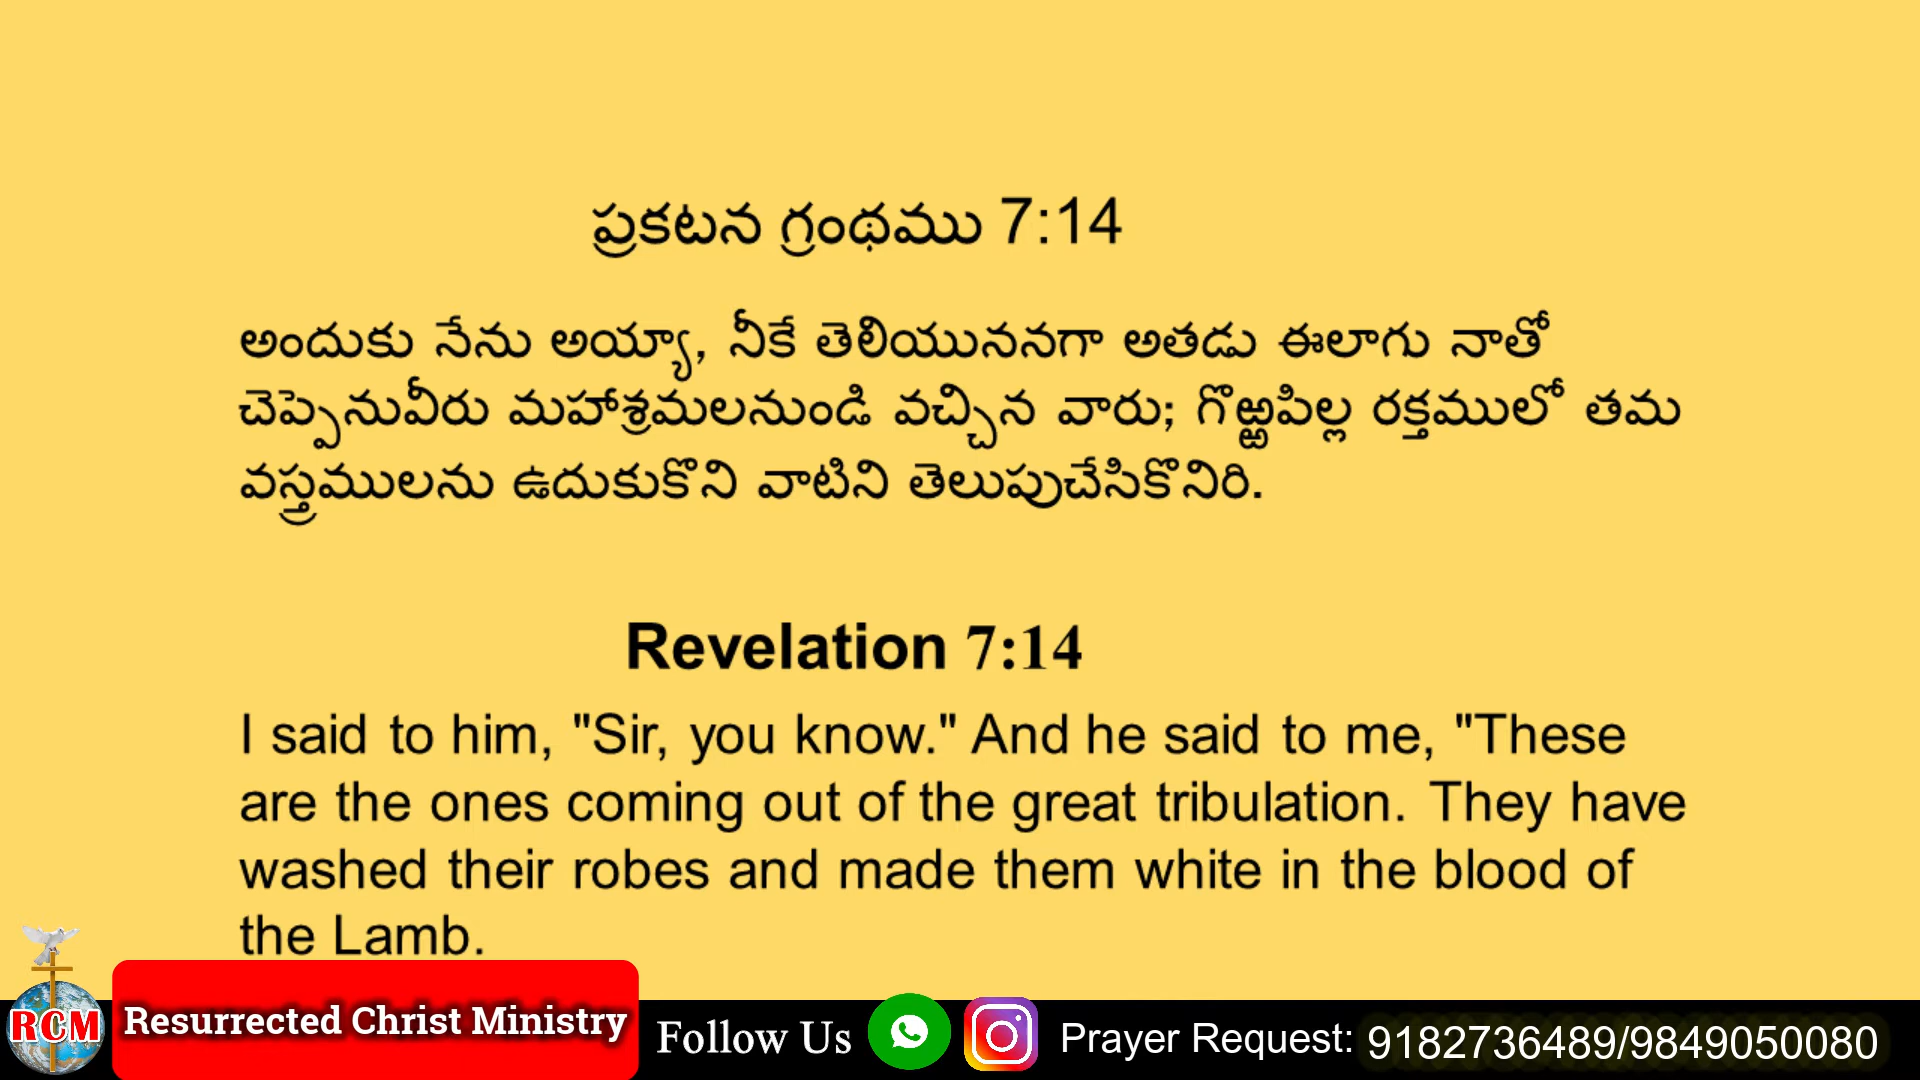 ప్రకటన గ్రంథము 7:14
అందుకు నేను అయ్యా, నీకే తెలియుననగా అతడు ఈలాగు నాతో
చెప్పెనువీరు మహాశ్రమలనుండి వచ్చిన వారు; గొఱ్ఱపిల్ల రక్తములో తమ
వస్త్రములను ఉదుకుకొని వాటిని తెలుపుచేసికొనిరి.
Revelation 7:14
I said to him, "Sir, you know." And he said to me, "These
are the ones coming out of the great tribulation. They have
washed their robes and made them white in the blood of
the Lamb.
RCM
Resurrected Christ Ministry
Follow Us
Prayer Request: 9182736489/9849050080